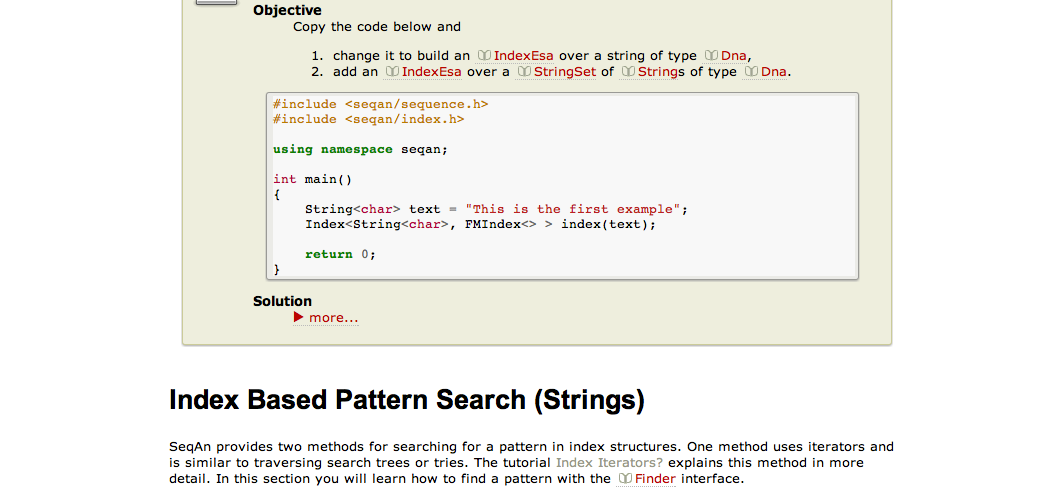 Objective
Copy the code below and
1. change it to build an IndexEsa over a string of type Dna,
2. add an IndexEsa over a StringSet of Strings of type Dna.
#include <seqan/sequence.h>
#include <seqan/index.h>
using namespace seqan;
int main()
{
    String<char> text = "This is the first example";
    Index<String<char>, FMIndex<> > index(text);
    return 0;
}
Solution
more...
Index Based Pattern Search (Strings)
SeqAn provides two methods for searching for a pattern in index structures. One method uses iterators and
is similar to traversing search trees or tries. The tutorial Index Iterators? explains this method in more
detail. In this section you will learn how to find a pattern with the Finder interface.